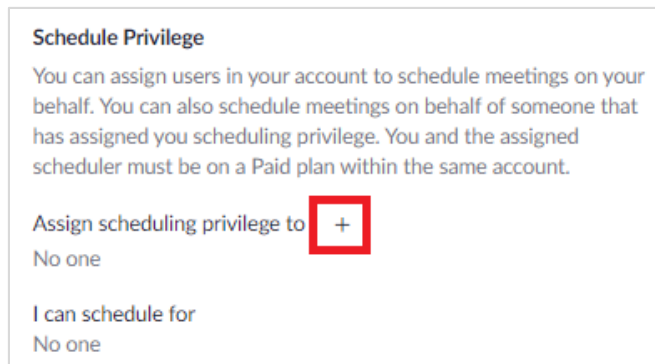 Schedule Privilege
You can assign users in your account to schedule meetings on your
behalf. You can also schedule meetings on behalf of someone that
has assigned you scheduling privilege. You and the assigned
scheduler must be on a Paid plan within the same account.
Assign scheduling privilege to +
No one
I can schedule for
No one